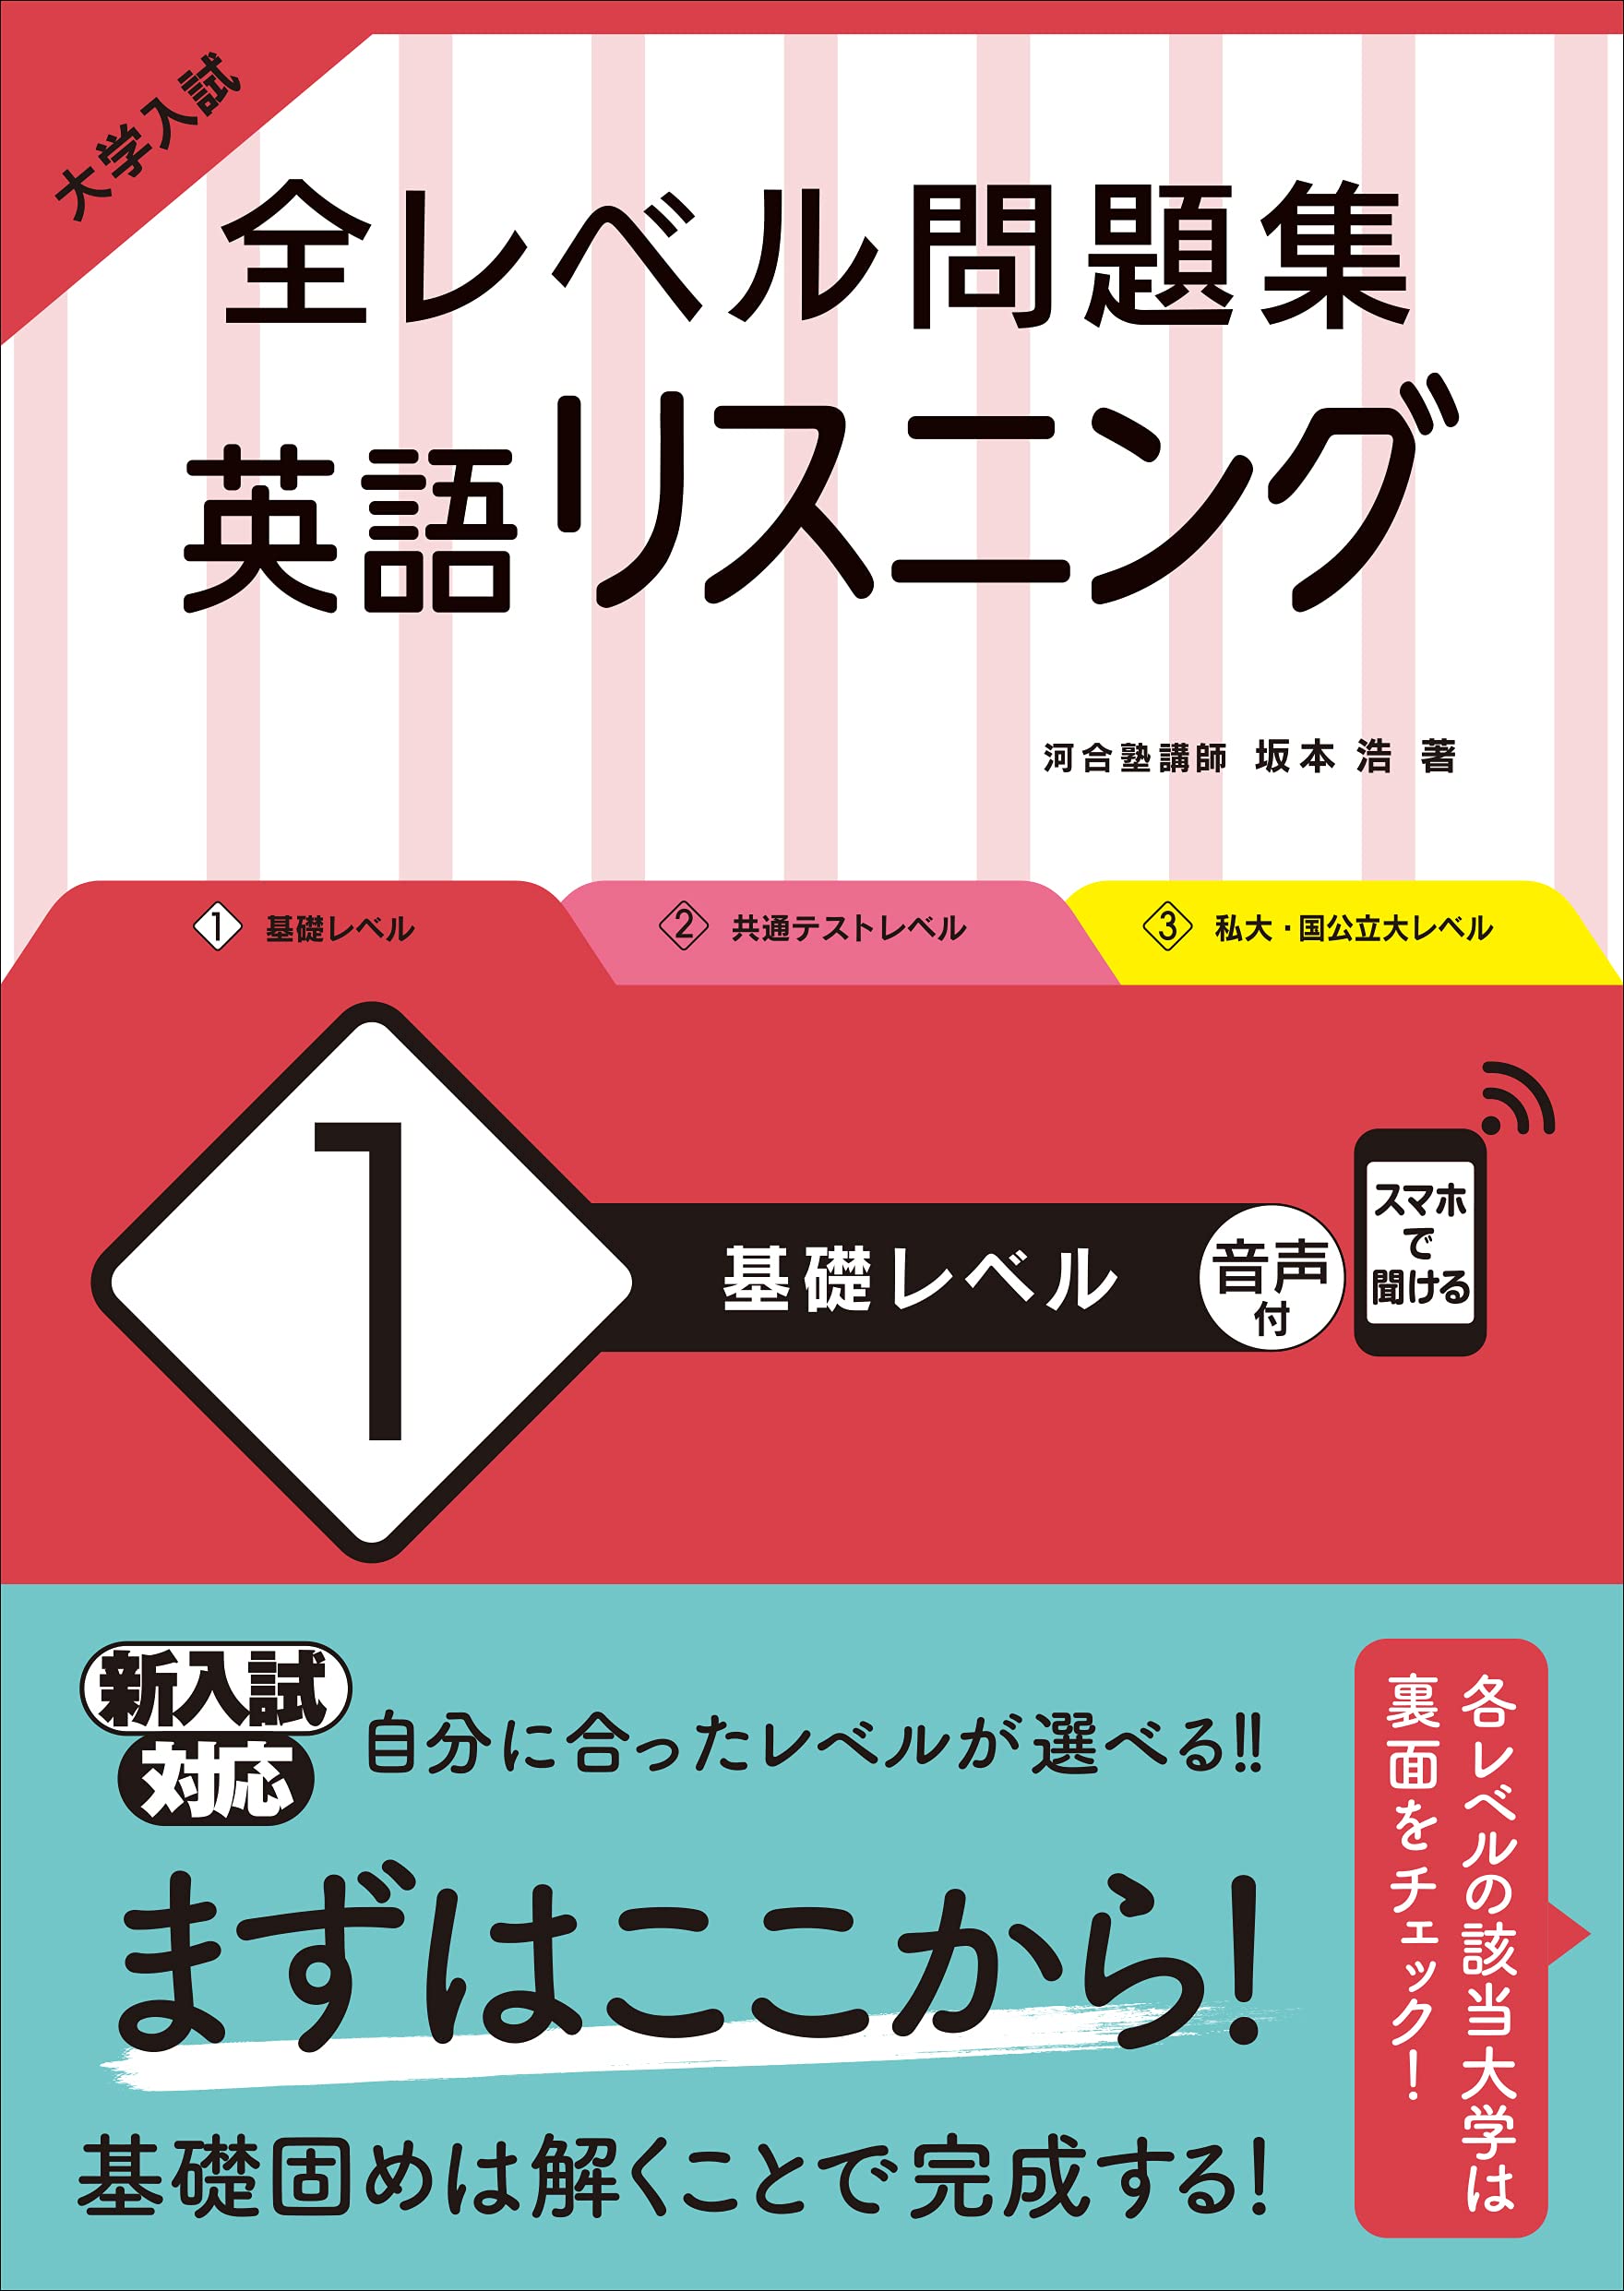 大学入試
全レベル問題集
英語リスニング
河合塾講師 坂本 浩 著
1 基礎レベル
2 共通テストレベル
3 私大・国公立大レベル
1
基礎レベル
音声
付
スマホ
で
聞ける
新入試
対応
自分に合ったレベルが選べる!!
まずはここから!
基礎固めは解くことで完成する!
各レベルの該当大学は
裏面をチェック!